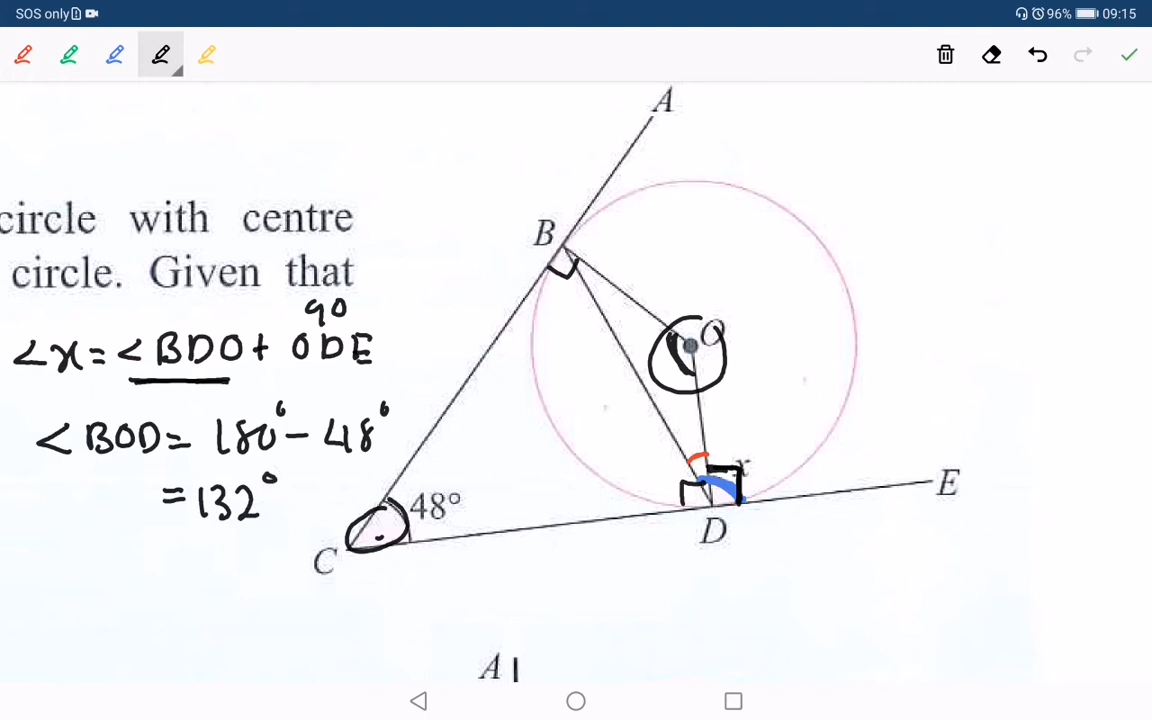 SOS only 96% 09:15
A
circle with centre
B
circle. Given that
90
<x = <BDO + ODE
O
<BOD = 180° - 48°
x
= 132°
48°
E
D
C
A